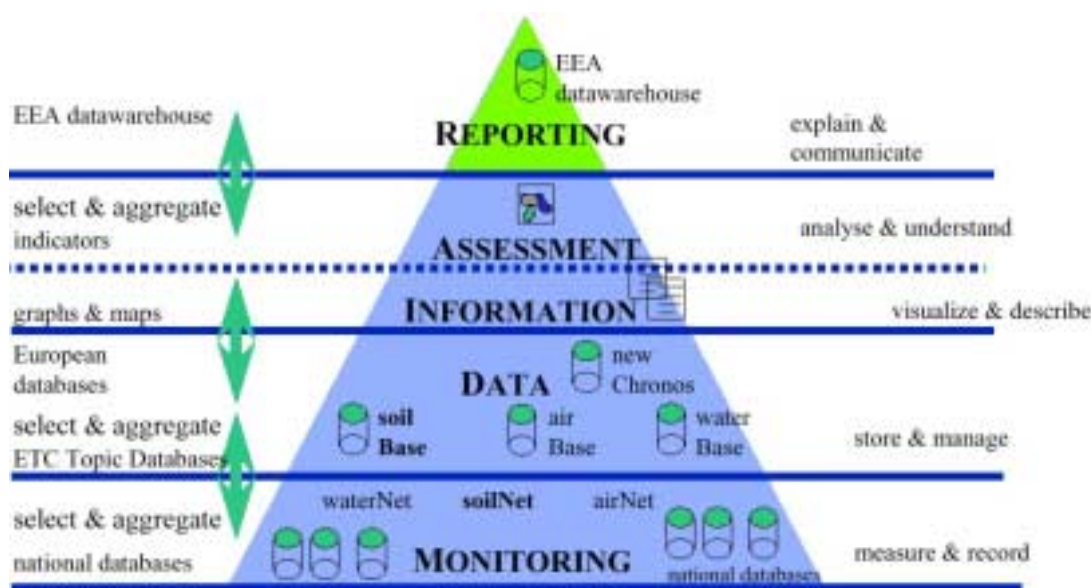 EEA
datawarehouse
EEA datawarehouse
REPORTING
explain &
communicate
select & aggregate
indicators
ASSESSMENT
analyse & understand
graphs & maps
INFORMATION
visualize & describe
European
databases
new
Chronos
DATA
select & aggregate
ETC Topic Databases
soil
Base
air
Base
water
Base
store & manage
waterNet
soilNet
airNet
select & aggregate
national databases
MONITORING
national databases
measure & record